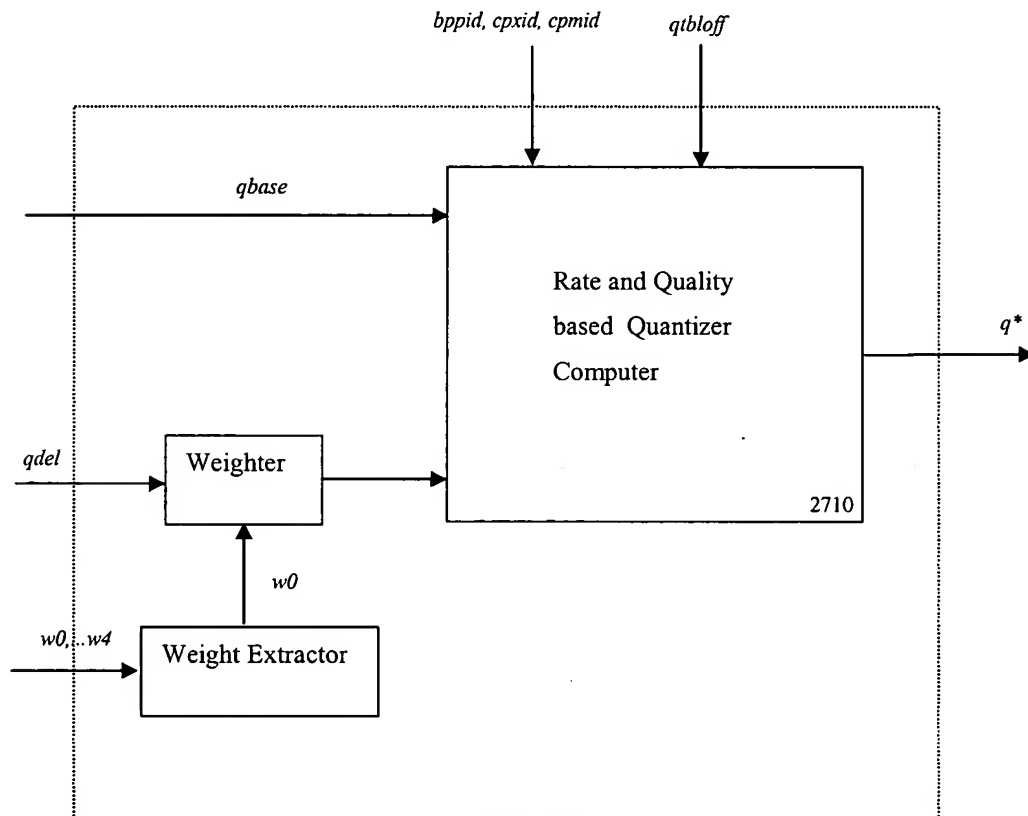 bppid, cpxid, cpmid
qtbloff
qbase
Rate and Quality
based Quantizer
Computer
q*
qdel
Weighter
2710
w0
w0,...w4
Weight Extractor